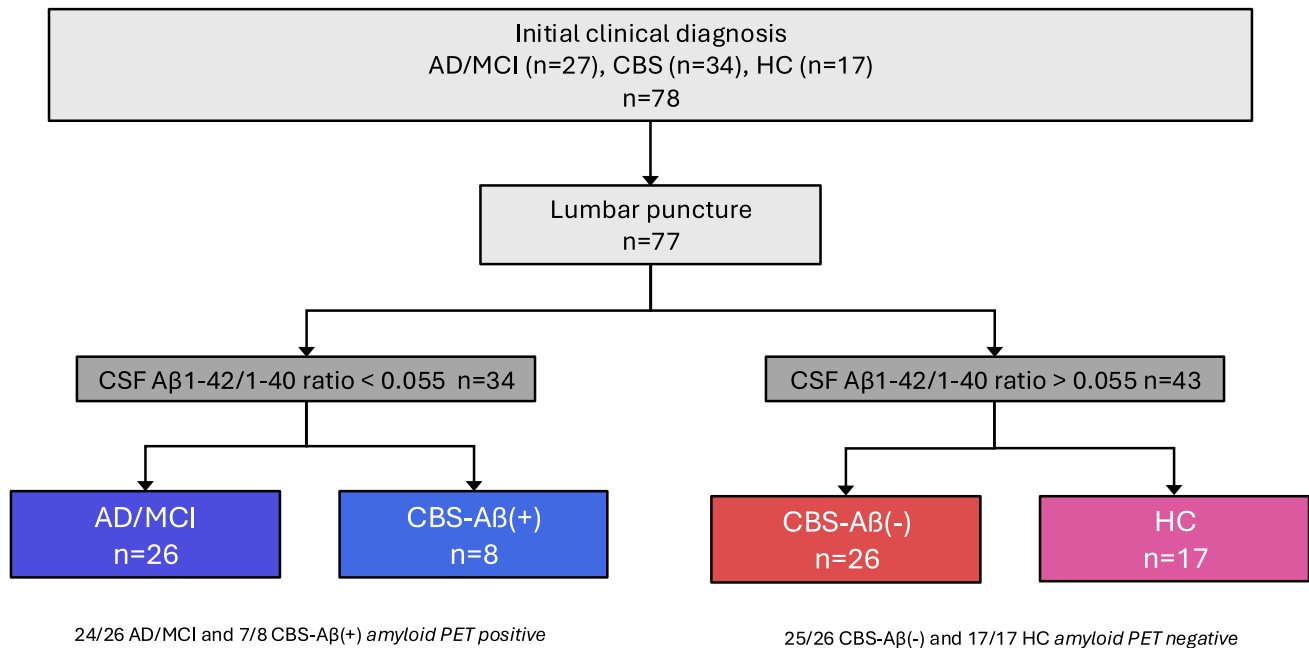 Initial clinical diagnosis
AD/MCI (n=27), CBS (n=34), HC (n=17)
n=78
Lumbar puncture
n=77
CSF Aβ1-42/1-40 ratio < 0.055 n=34
CSF Aβ1-42/1-40 ratio > 0.055 n=43
AD/MCI
n=26
CBS-Aβ(+)
n=8
CBS-Aβ(-)
n=26
HC
n=17
24/26 AD/MCI and 7/8 CBS-Aβ(+) amyloid PET positive
25/26 CBS-Aβ(-) and 17/17 HC amyloid PET negative